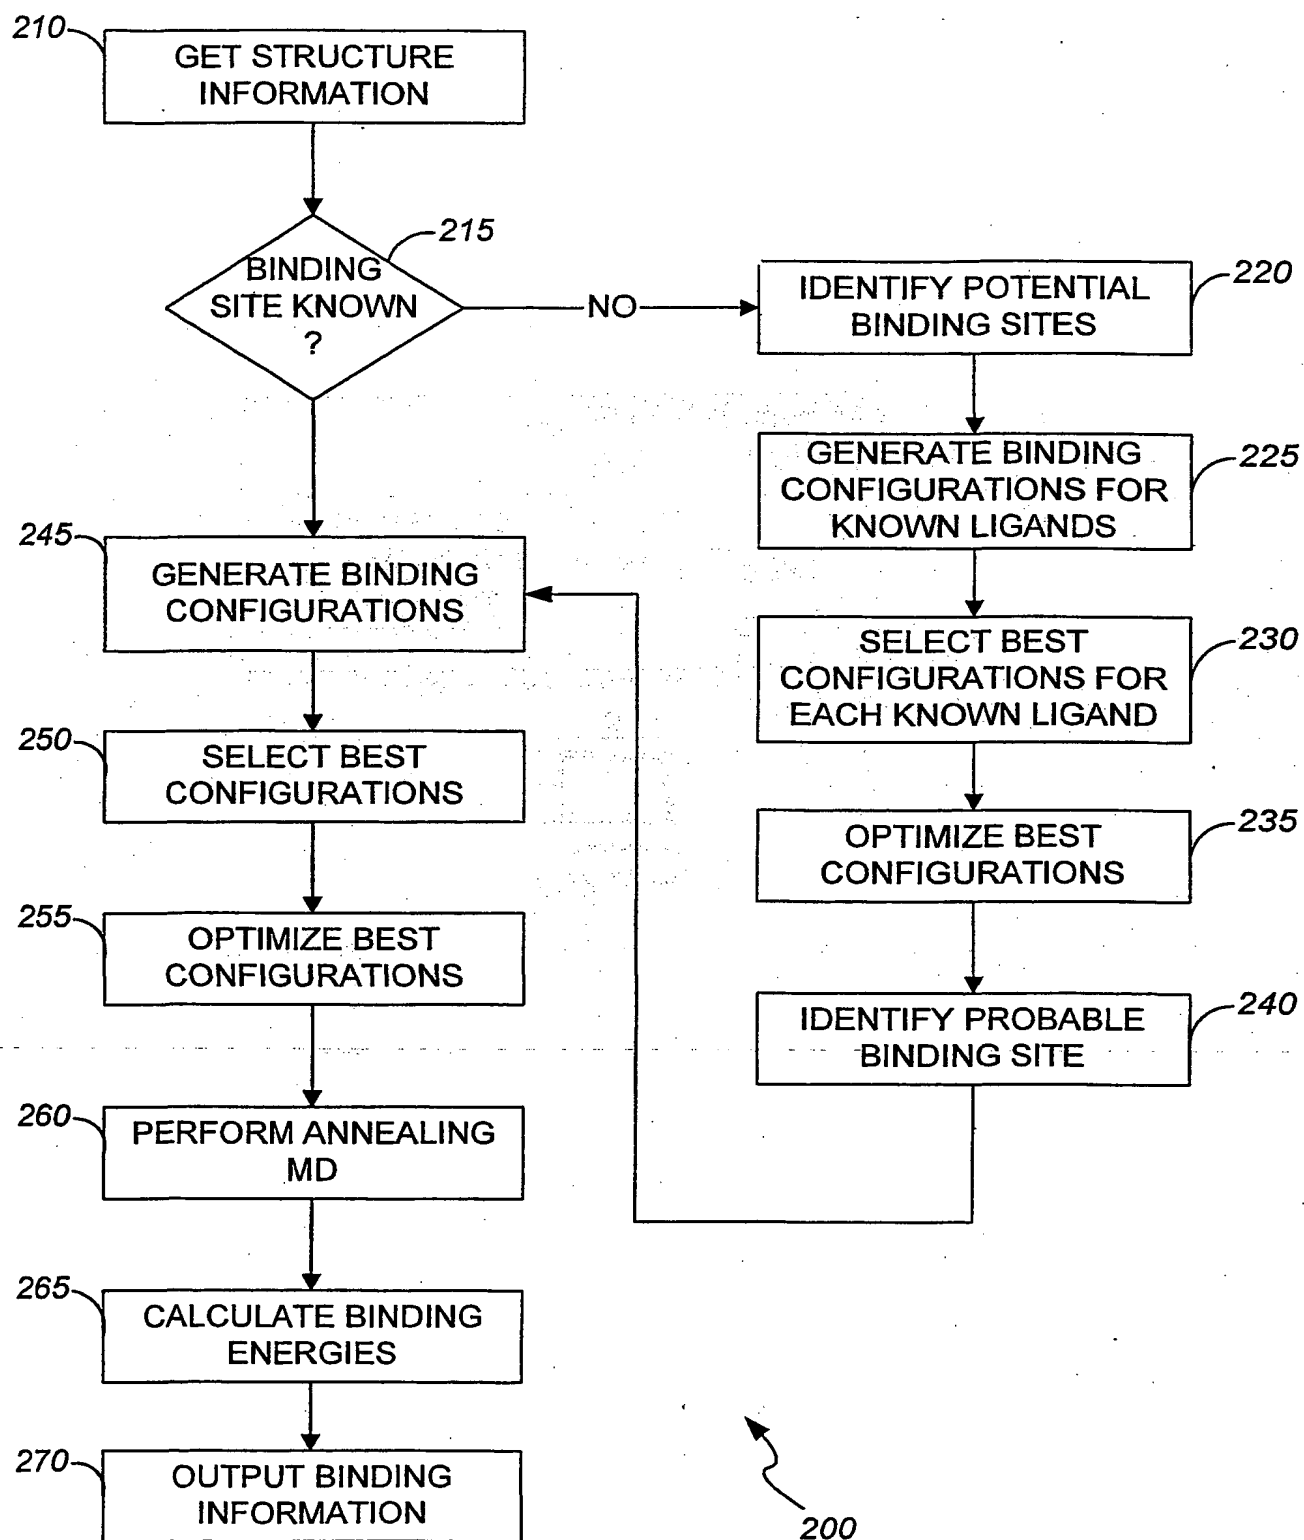 210
GET STRUCTURE
INFORMATION
215
BINDING
SITE KNOWN
?
NO
220
IDENTIFY POTENTIAL
BINDING SITES
225
GENERATE BINDING
CONFIGURATIONS FOR
KNOWN LIGANDS
230
SELECT BEST
CONFIGURATIONS FOR
EACH KNOWN LIGAND
235
OPTIMIZE BEST
CONFIGURATIONS
240
IDENTIFY PROBABLE
BINDING SITE
245
GENERATE BINDING
CONFIGURATIONS
250
SELECT BEST
CONFIGURATIONS
255
OPTIMIZE BEST
CONFIGURATIONS
260
PERFORM ANNEALING
MD
265
CALCULATE BINDING
ENERGIES
270
OUTPUT BINDING
INFORMATION
200